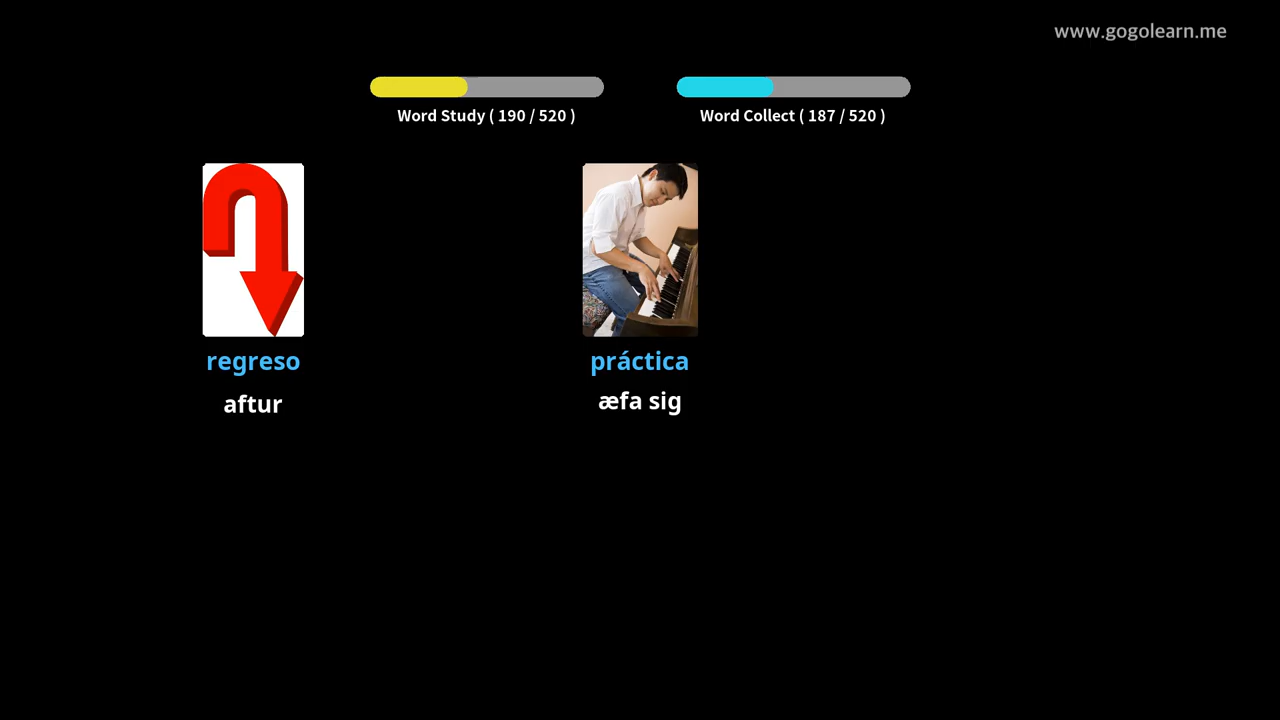 www.gogolearn.me
Word Study ( 190 / 520 )
Word Collect ( 187 / 520 )
regreso
práctica
aftur
æfa sig